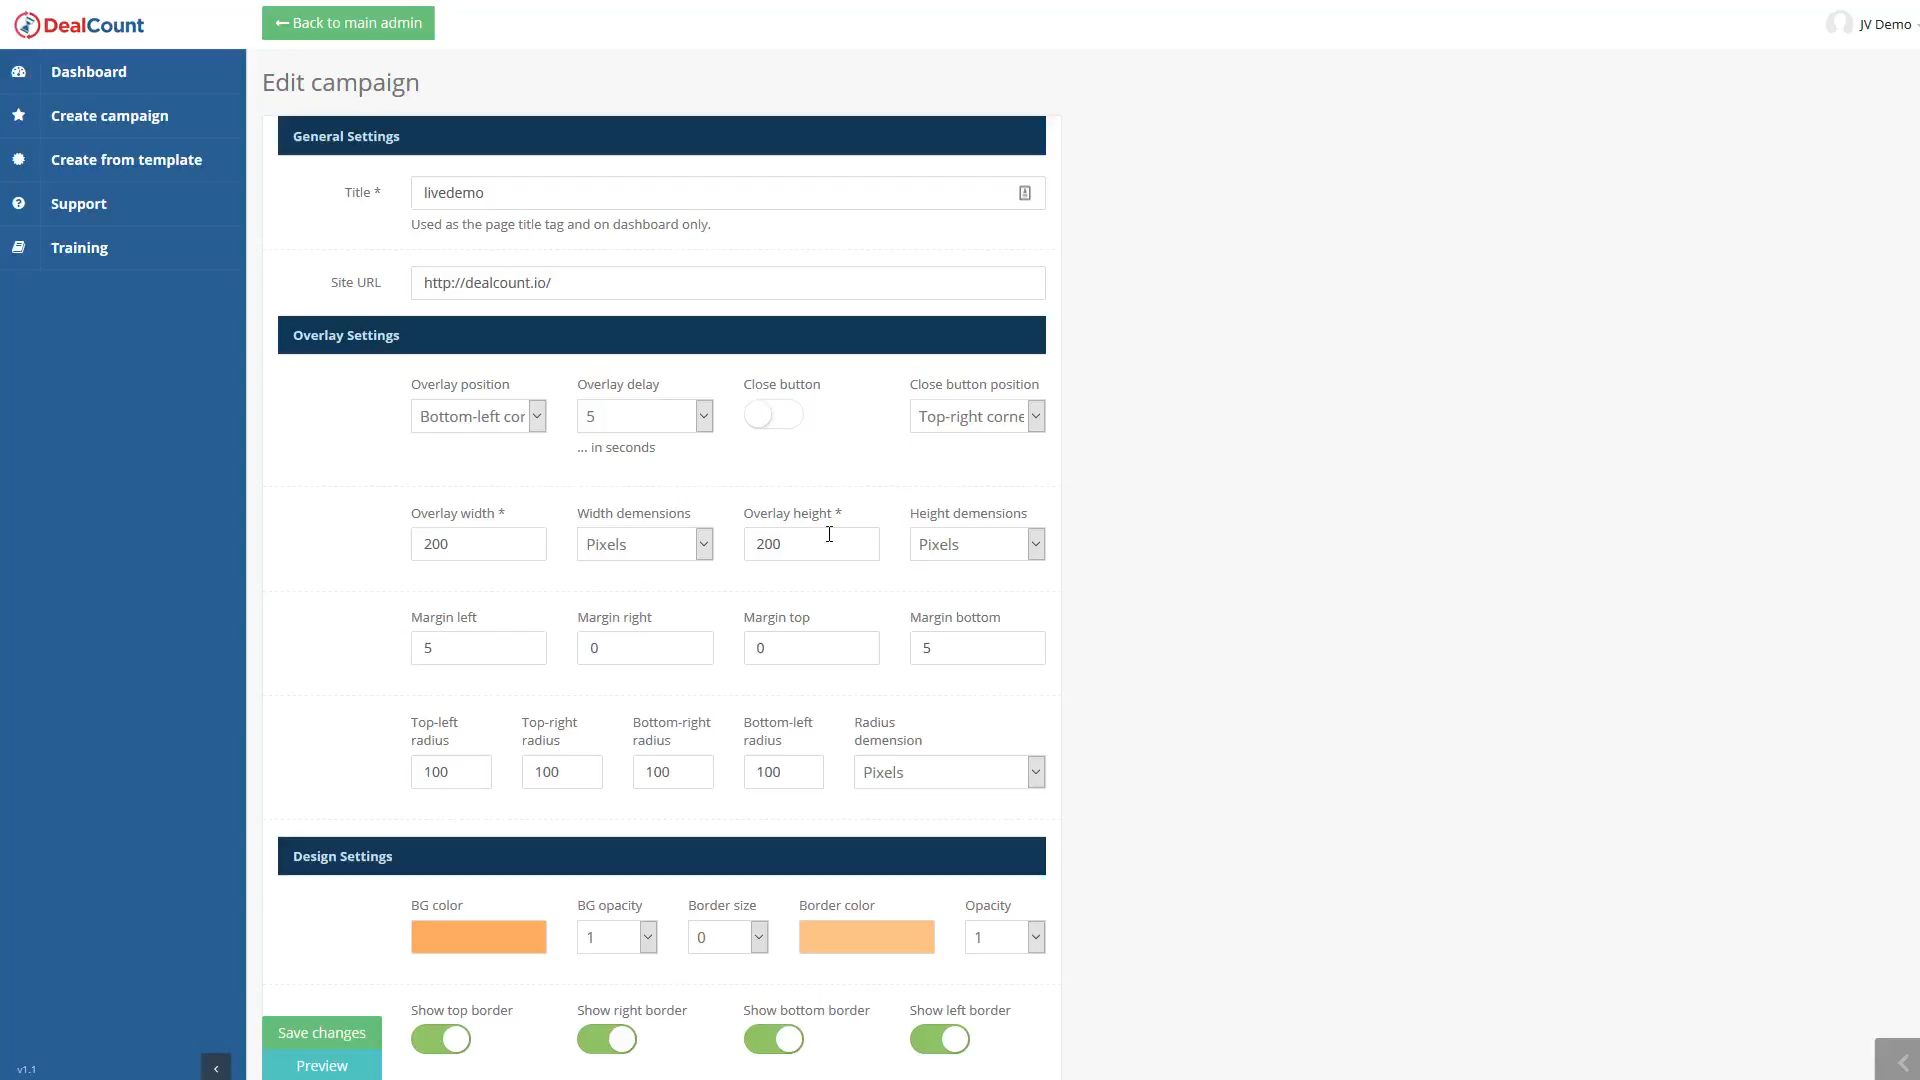 DealCount
← Back to main admin
JV Demo
Dashboard
Create campaign
Create from template
Support
Training
Edit campaign
General Settings
Title *
livedemo
Used as the page title tag and on dashboard only.
Site URL
http://dealcount.io/
Overlay Settings
Overlay position
Overlay delay
Close button
Close button position
Bottom-left cor
5
Top-right corne
... in seconds
Overlay width *
Width demensions
Overlay height *
Height demensions
200
Pixels
200
Pixels
Margin left
Margin right
Margin top
Margin bottom
5
0
0
5
Top-left
radius
Top-right
radius
Bottom-right
radius
Bottom-left
radius
Radius
demension
100
100
100
100
Pixels
Design Settings
BG color
BG opacity
Border size
Border color
Opacity
1
0
1
Show top border
Show right border
Show bottom border
Show left border
Save changes
Preview
v1.1